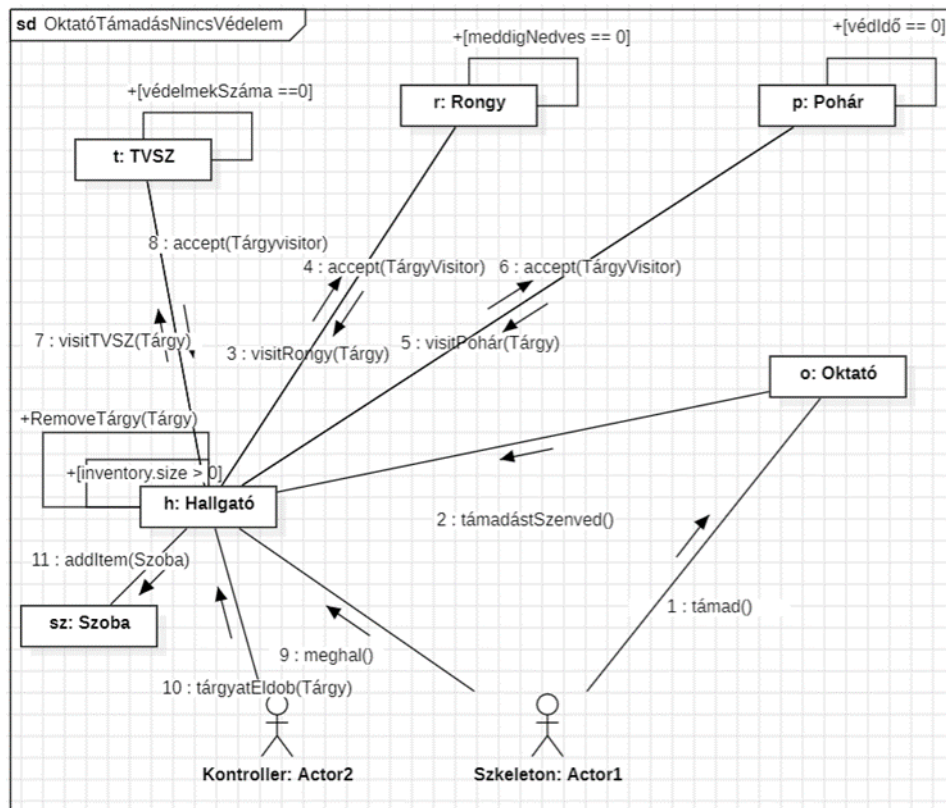 sd OktatóTámadásNincsVédelem
+[meddigNedves == 0]
+[védIdő == 0]
+[védelmekSzáma ==0]
r: Rongy
p: Pohár
t: TVSZ
8 : accept(Tárgyvisitor)
4 : accept(TárgyVisitor)
6 : accept(TárgyVisitor)
7 : visitTVSZ(Tárgy)
3 : visitRongy(Tárgy)
5 : visitPohár(Tárgy)
o: Oktató
+RemoveTárgy(Tárgy)
+[inventory.size > 0]
h: Hallgató
2 : támadástSzenved()
11 : addItem(Szoba)
sz: Szoba
1 : támad()
9 : meghal()
10 : tárgyatEldob(Tárgy)
Kontroller: Actor2
Szkeleton: Actor1